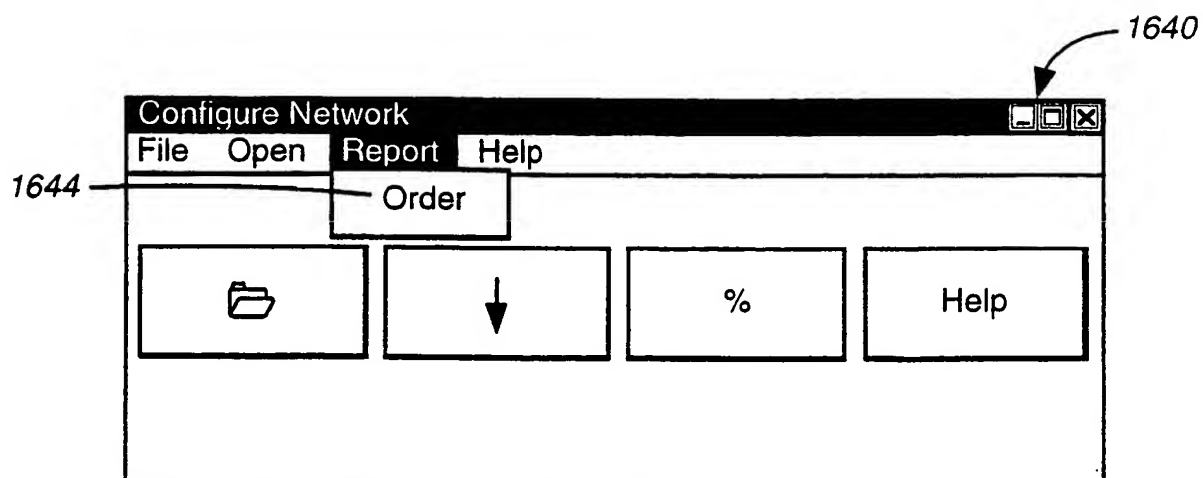 1640
Configure Network
File Open Report Help
1644
Order
% Help